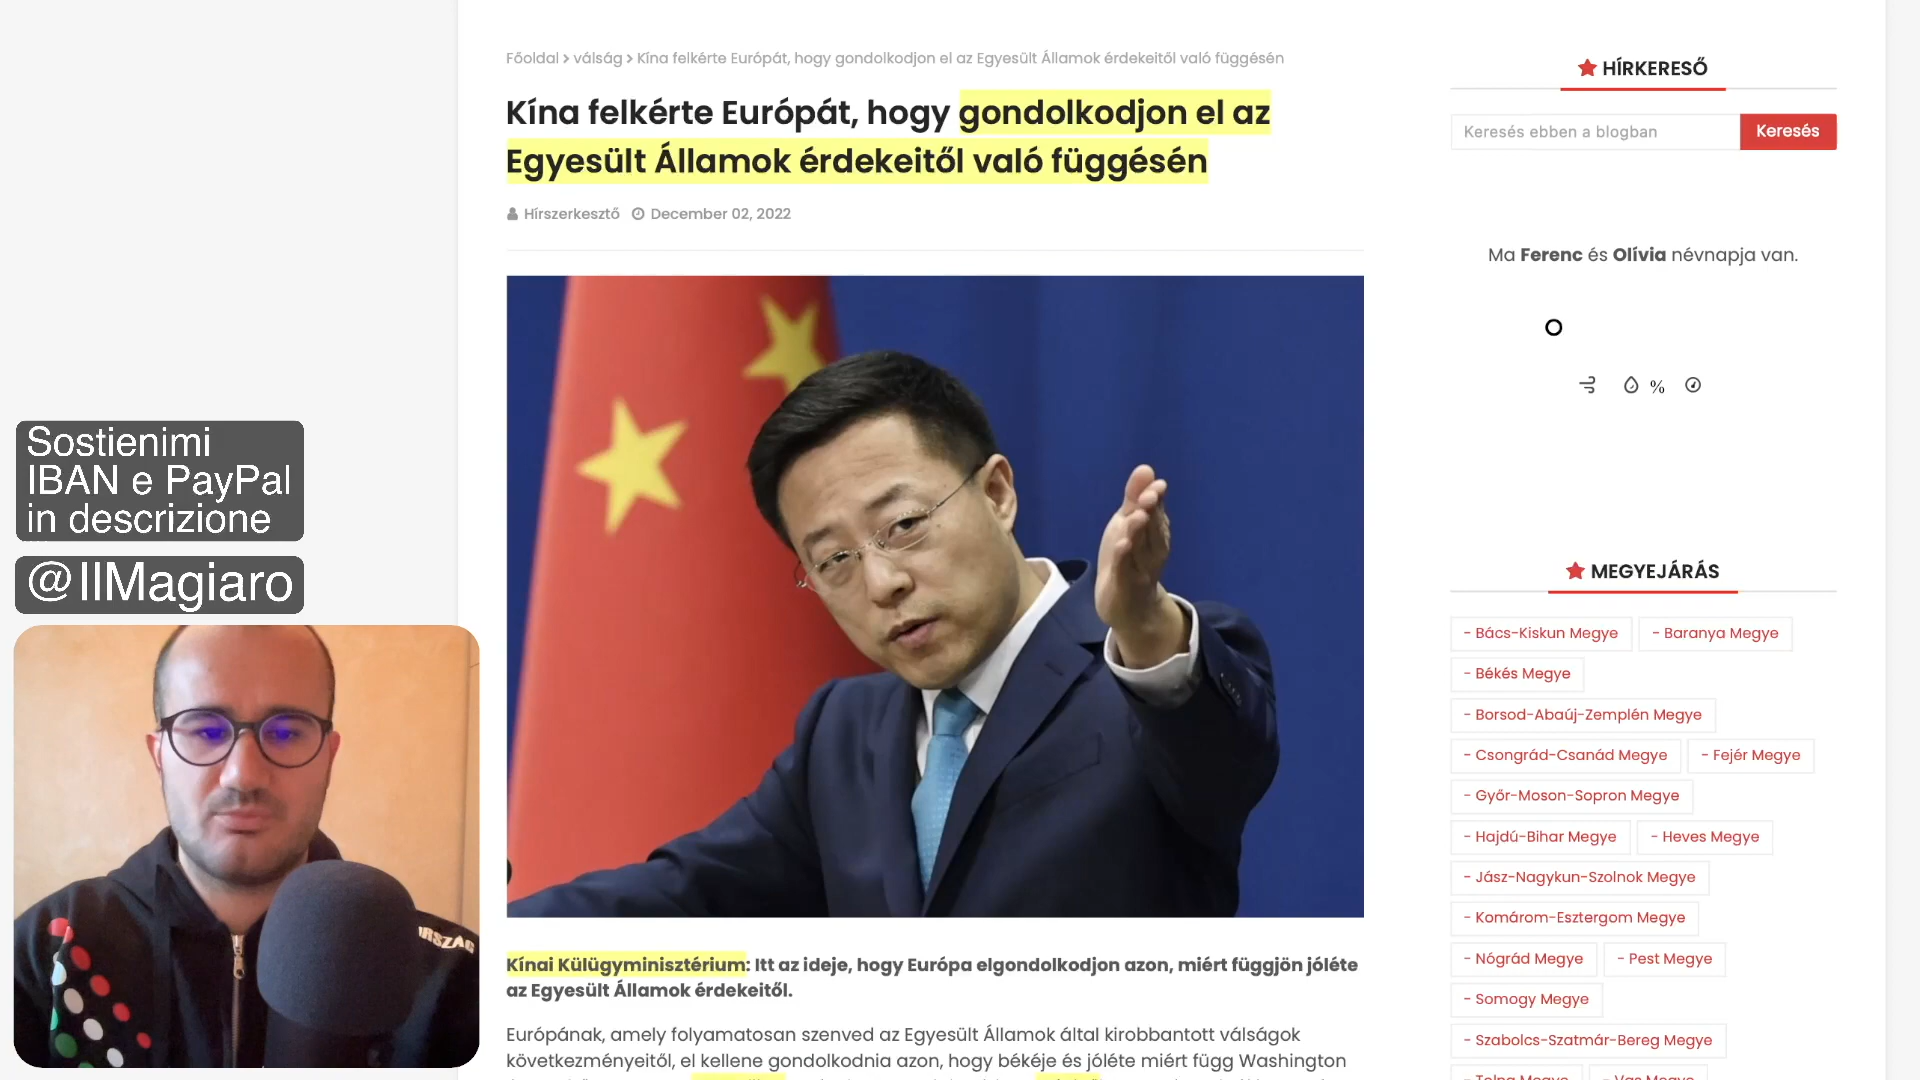 Főoldal > válság > Kína felkérte Európát, hogy gondolkodjon el az Egyesült Államok érdekeitől való függésén
Kína felkérte Európát, hogy gondolkodjon el az
Egyesült Államok érdekeitől való függésén
Hírszerkesztő December 02, 2022
Kínai Külügyminisztérium: Itt az ideje, hogy Európa elgondolkodjon azon, miért függjön jóléte
az Egyesült Államok érdekeitől.
Európának, amely folyamatosan szenved az Egyesült Államok által kirobbantott válságok
következményeitől, el kellene gondolkodnia azon, hogy békéje és jóléte miért függ Washington
HÍRKERESŐ
Keresés ebben a blogban
Keresés
Ma Ferenc és Olívia névnapja van.
%
MEGYEJÁRÁS
- Bács-Kiskun Megye
- Baranya Megye
- Békés Megye
- Borsod-Abaúj-Zemplén Megye
- Csongrád-Csanád Megye
- Fejér Megye
- Győr-Moson-Sopron Megye
- Hajdú-Bihar Megye
- Heves Megye
- Jász-Nagykun-Szolnok Megye
- Komárom-Esztergom Megye
- Nógrád Megye
- Pest Megye
- Somogy Megye
- Szabolcs-Szatmár-Bereg Megye
- Tolna Megye
- Vas Megye
Sostienimi
IBAN e PayPal
in descrizione
@IlMagiaro